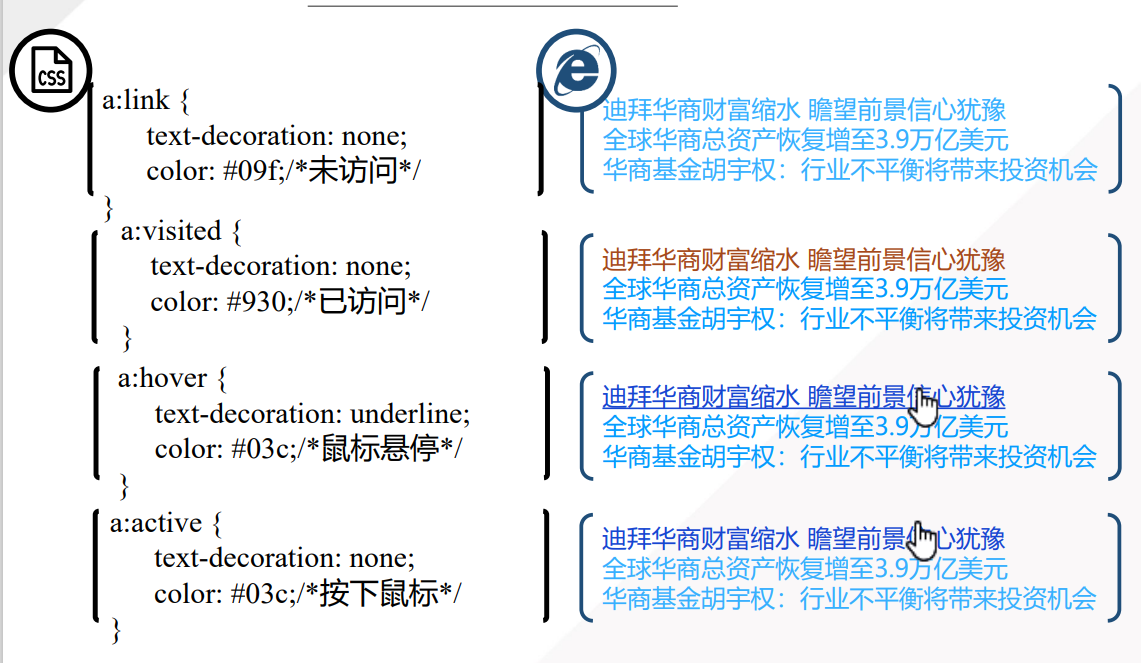 CSS
a:link {
text-decoration: none;
color: #09f;/*未访问*/
}
迪拜华商财富缩水 瞻望前景信心犹豫
全球华商总资产恢复增至3.9万亿美元
华商基金胡宇权：行业不平衡将带来投资机会
a:visited {
text-decoration: none;
color: #930;/*已访问*/
}
迪拜华商财富缩水 瞻望前景信心犹豫
全球华商总资产恢复增至3.9万亿美元
华商基金胡宇权：行业不平衡将带来投资机会
a:hover {
text-decoration: underline;
color: #03c;/*鼠标悬停*/
}
迪拜华商财富缩水 瞻望前景信心犹豫
全球华商总资产恢复增至3.9万亿美元
华商基金胡宇权：行业不平衡将带来投资机会
a:active {
text-decoration: none;
color: #03c;/*按下鼠标*/
}
迪拜华商财富缩水 瞻望前景信心犹豫
全球华商总资产恢复增至3.9万亿美元
华商基金胡宇权：行业不平衡将带来投资机会